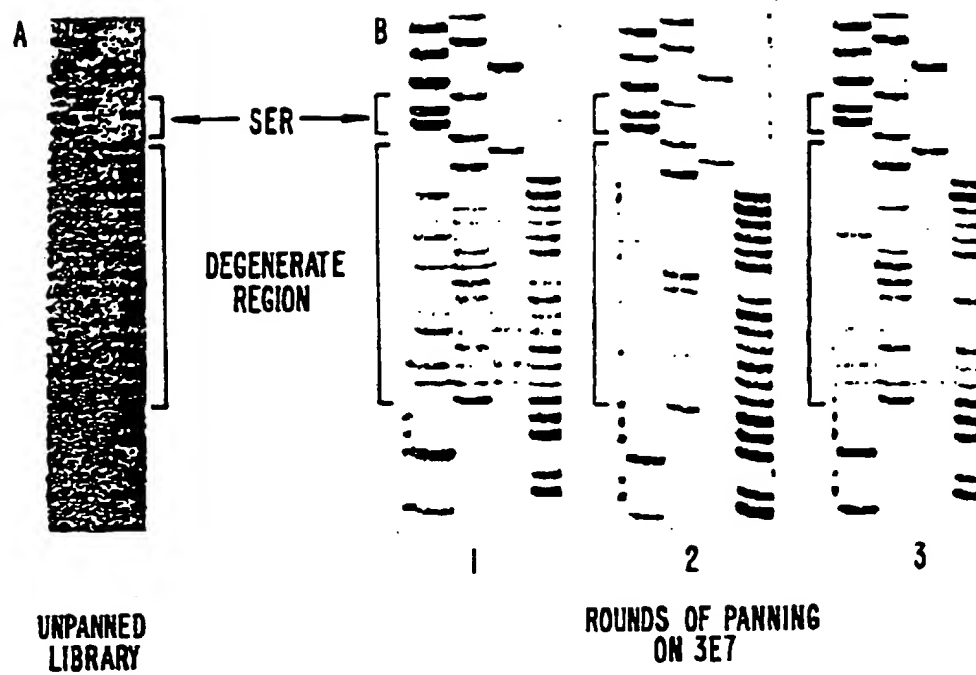 A
B
SER
DEGENERATE
REGION
1
2
3
UNPANNED
LIBRARY
ROUNDS OF PANNING
ON 3E7